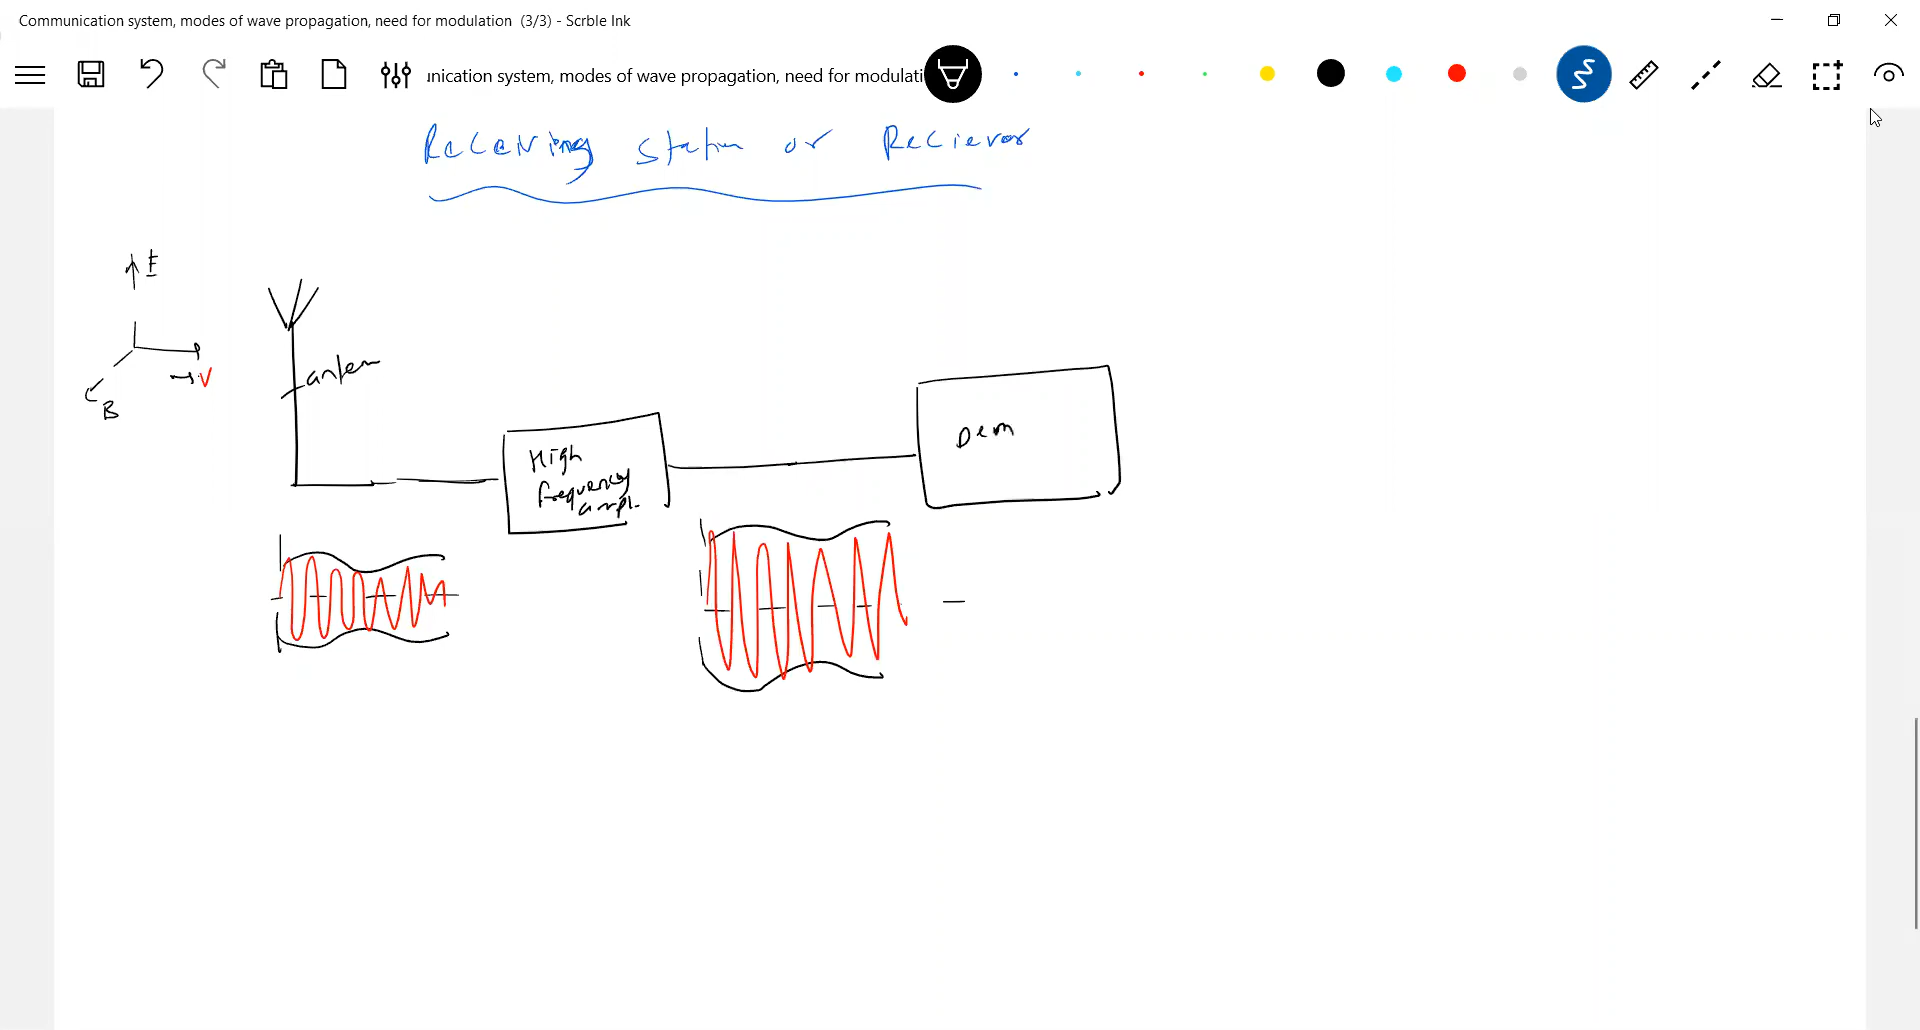 Communication system, modes of wave propagation, need for modulation (3/3) - Scrble Ink
unication system, modes of wave propagation, need for modulati
Receiving station or Reciever
E
V
B
anten
High
frequency
ampl.
Dem